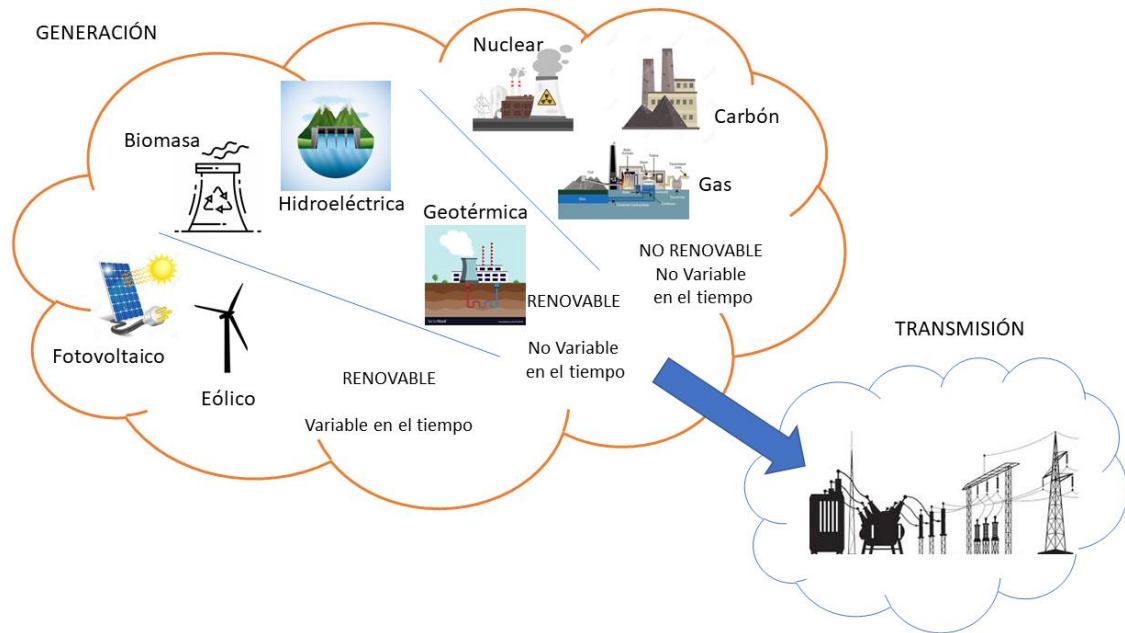 GENERACIÓN
Nuclear
Carbón
Biomasa
Hidroeléctrica
Gas
Geotérmica
Fotovoltaico
Eólico
NO RENOVABLE
No Variable
en el tiempo
RENOVABLE
No Variable
en el tiempo
RENOVABLE
Variable en el tiempo
TRANSMISIÓN